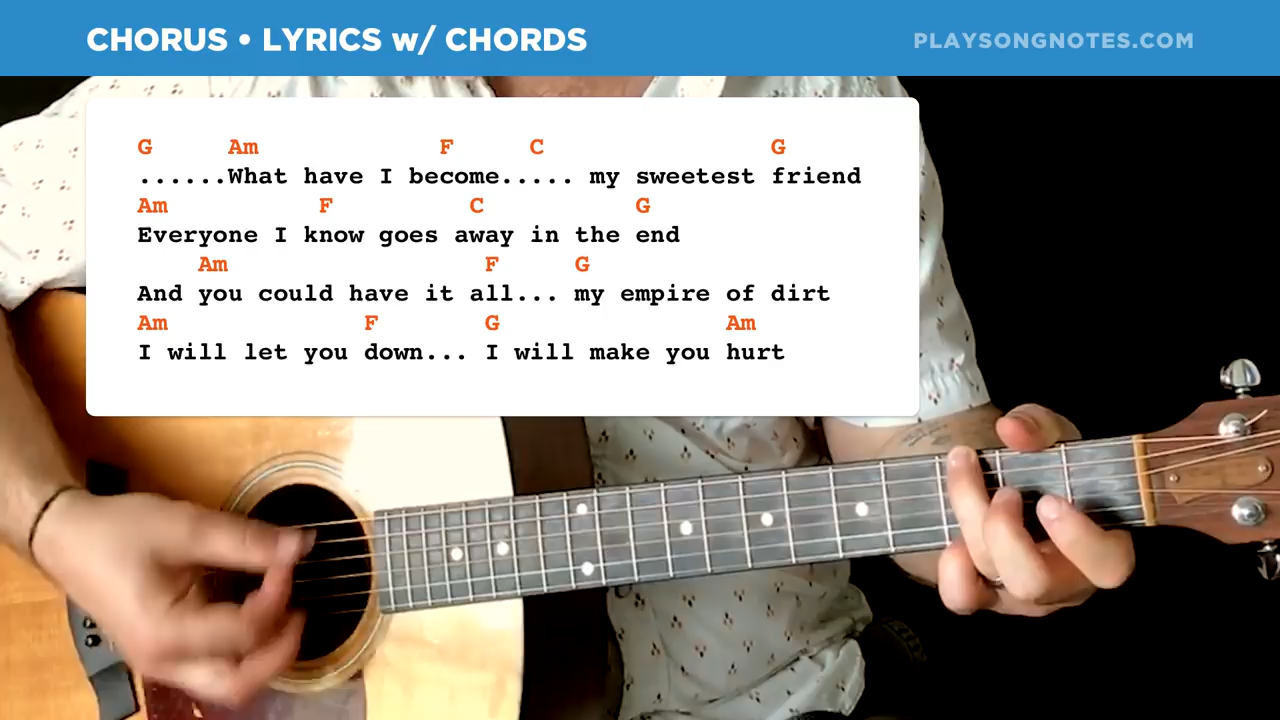 CHORUS • LYRICS w/ CHORDS
PLAYSONGNOTES.COM
G Am F C G
......What have I become..... my sweetest friend
Am F C G
Everyone I know goes away in the end
Am F G
And you could have it all... my empire of dirt
Am F G Am
I will let you down... I will make you hurt